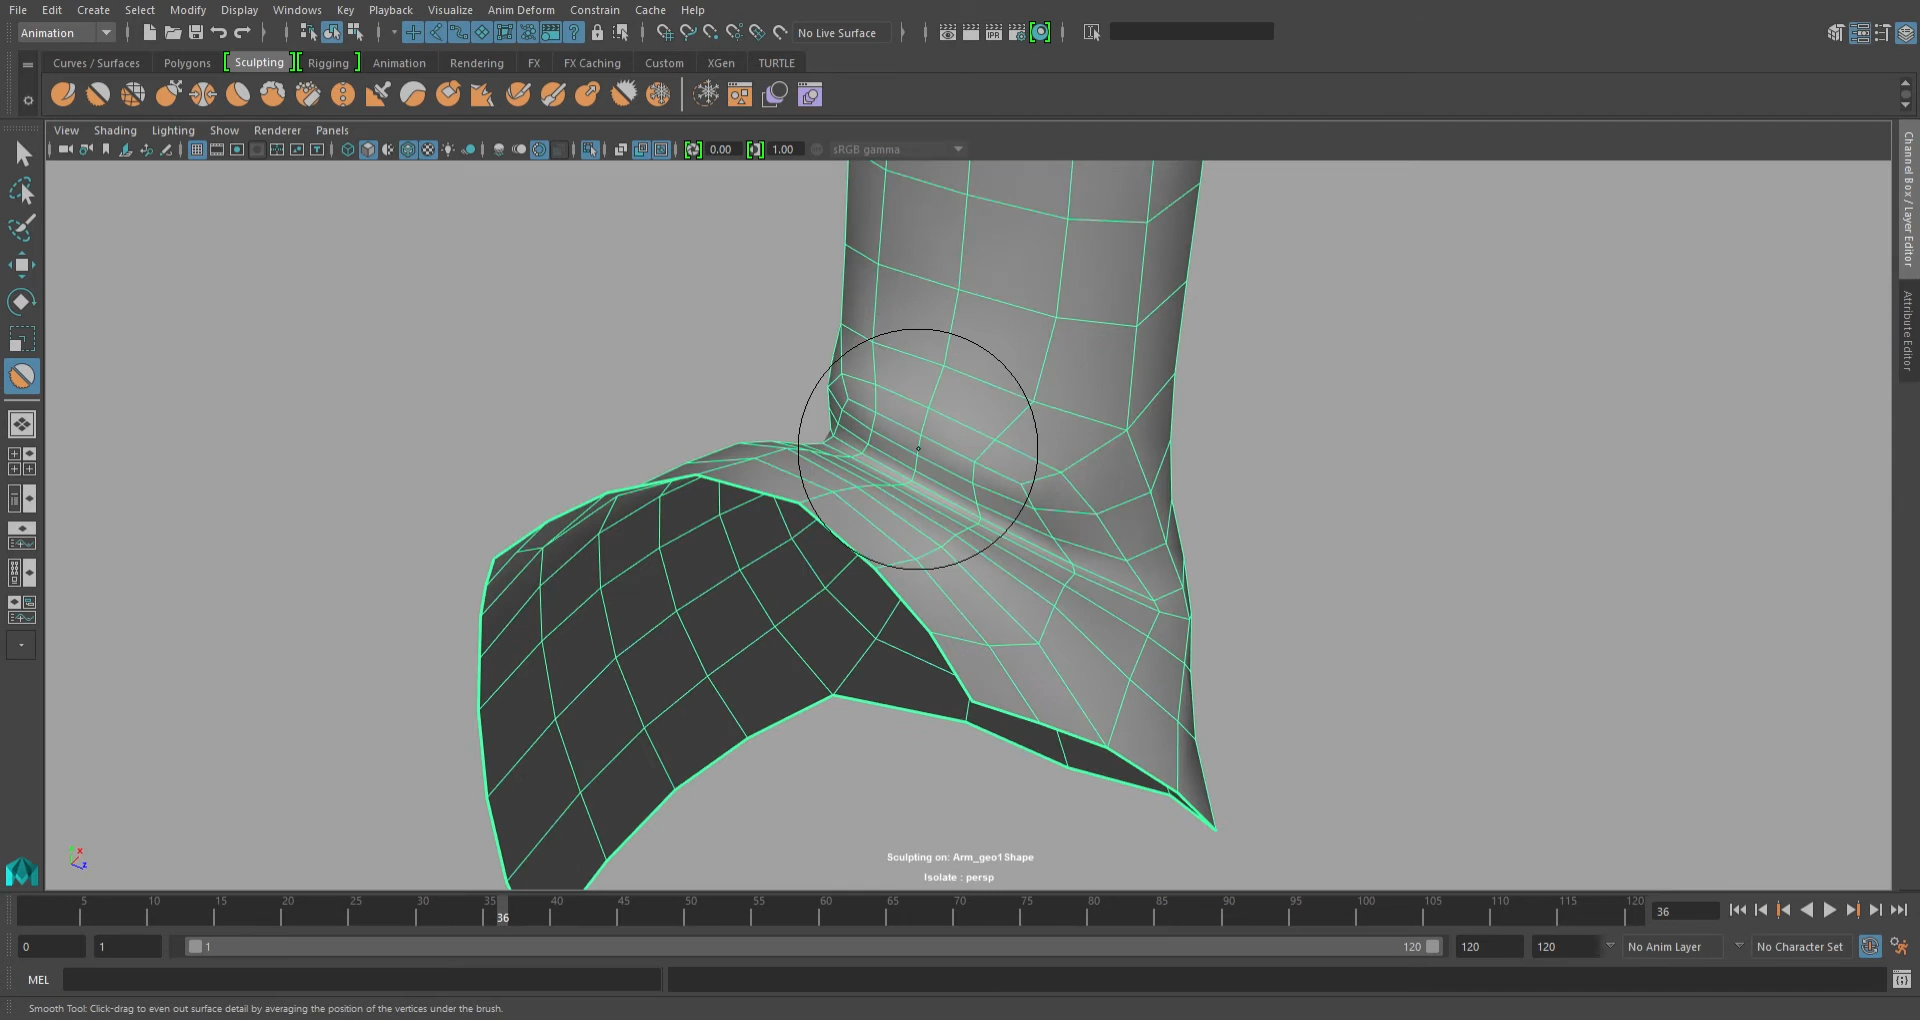 File Edit Create Select Modify Display Windows Key Playback Visualize Anim Deform Constrain Cache Help
Animation No Live Surface
Curves / Surfaces Polygons Sculpting Rigging Animation Rendering FX FX Caching Custom XGen TURTLE
View Shading Lighting Show Renderer Panels
0.00 1.00 sRGB gamma
Channel Box / Layer Editor
Attribute Editor
Sculpting on: Arm_geo1Shape
Isolate : persp
5 10 15 20 25 30 35 40 45 50 55 60 65 70 75 80 85 90 95 100 105 110 115 120
36 36
0 1 1 120 120 120 No Anim Layer No Character Set
MEL
Smooth Tool: Click-drag to even out surface detail by averaging the position of the vertices under the brush.